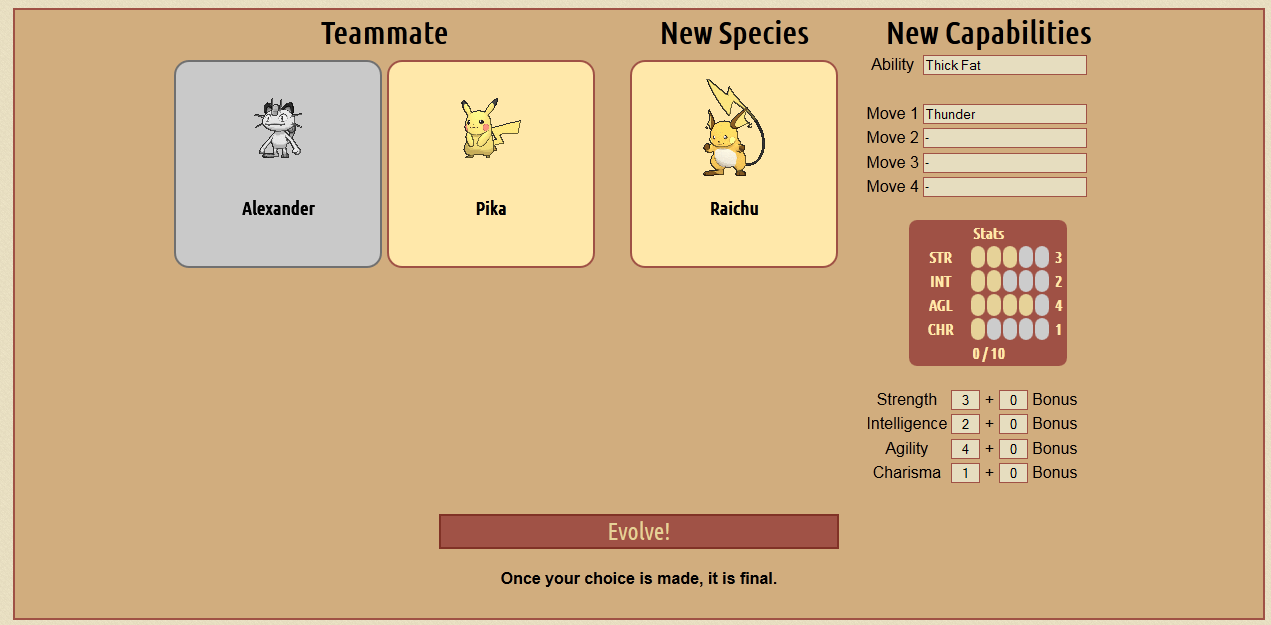 Teammate
Alexander
Pika
New Species
Raichu
New Capabilities
Ability Thick Fat
Move 1 Thunder
Move 2 -
Move 3 -
Move 4 -
Stats
STR 3
INT 2
AGL 4
CHR 1
0 / 10
Strength 3 + 0 Bonus
Intelligence 2 + 0 Bonus
Agility 4 + 0 Bonus
Charisma 1 + 0 Bonus
Evolve!
Once your choice is made, it is final.